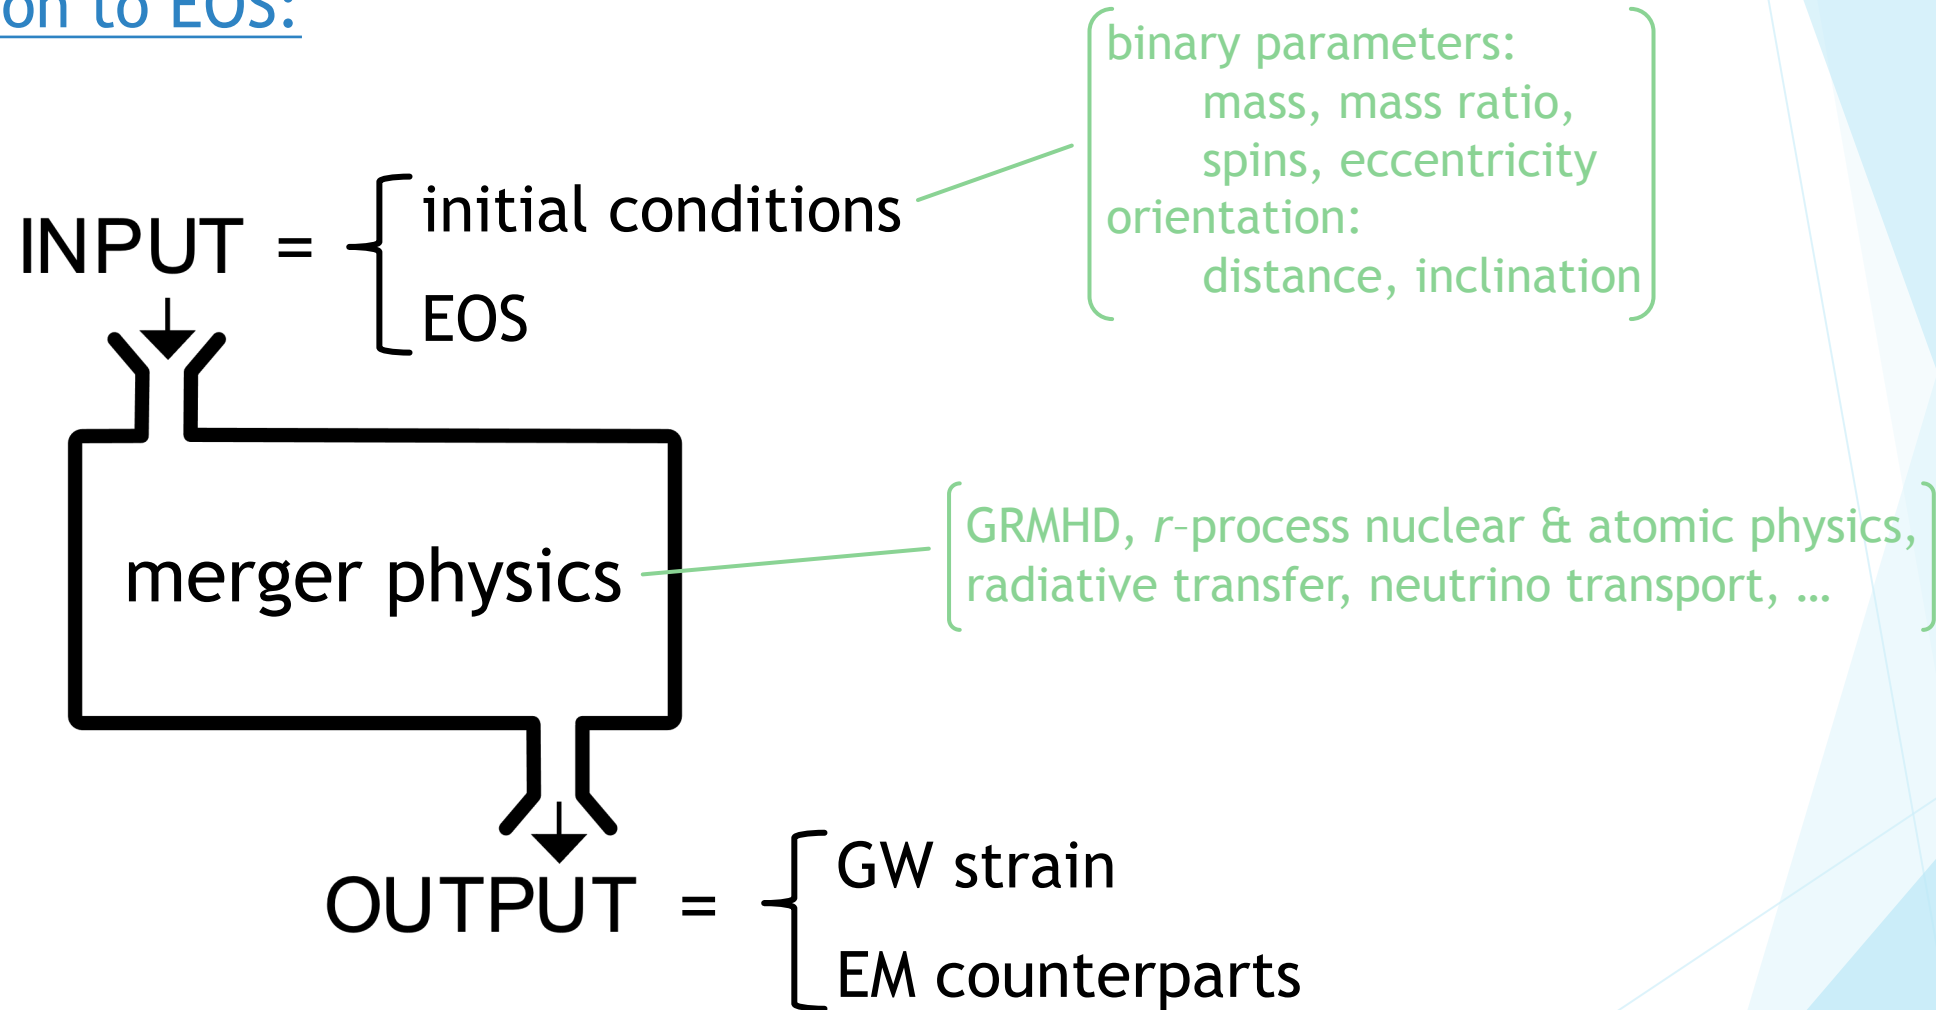 on to EOS:
binary parameters:
mass, mass ratio,
spins, eccentricity
orientation:
distance, inclination
INPUT = initial conditions
EOS
merger physics
GRMHD, r-process nuclear & atomic physics,
radiative transfer, neutrino transport, …
OUTPUT = GW strain
EM counterparts